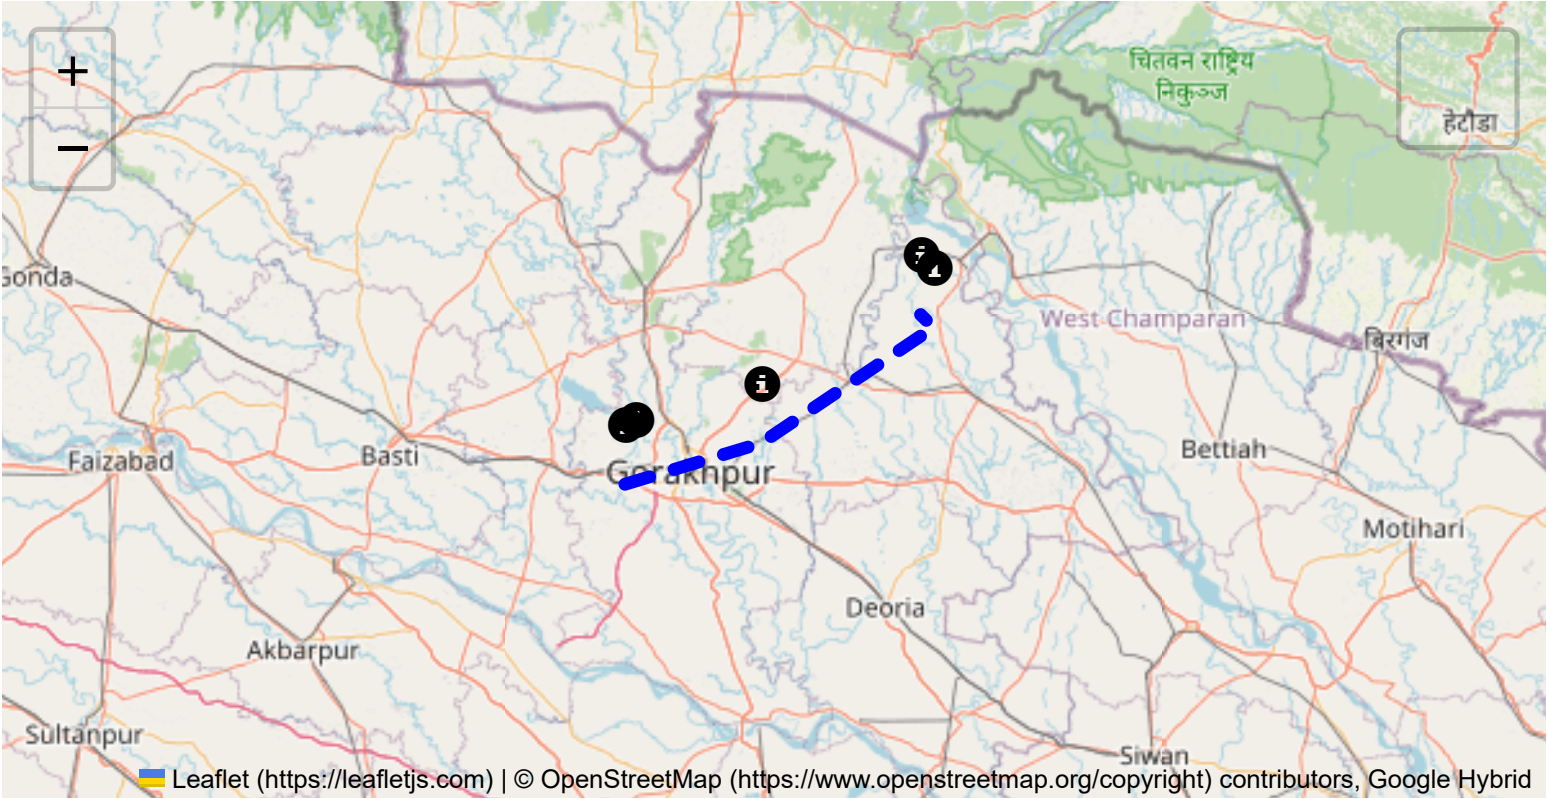 +
−
चितवन राष्ट्रिय
निकुञ्ज
हेटौडा
Gonda
West Champaran
बिरगंज
Faizabad
Basti
Gorakhpur
Bettiah
Motihari
Deoria
Akbarpur
Sultanpur
Siwan
Leaflet (https://leafletjs.com) | © OpenStreetMap (https://www.openstreetmap.org/copyright) contributors, Google Hybrid